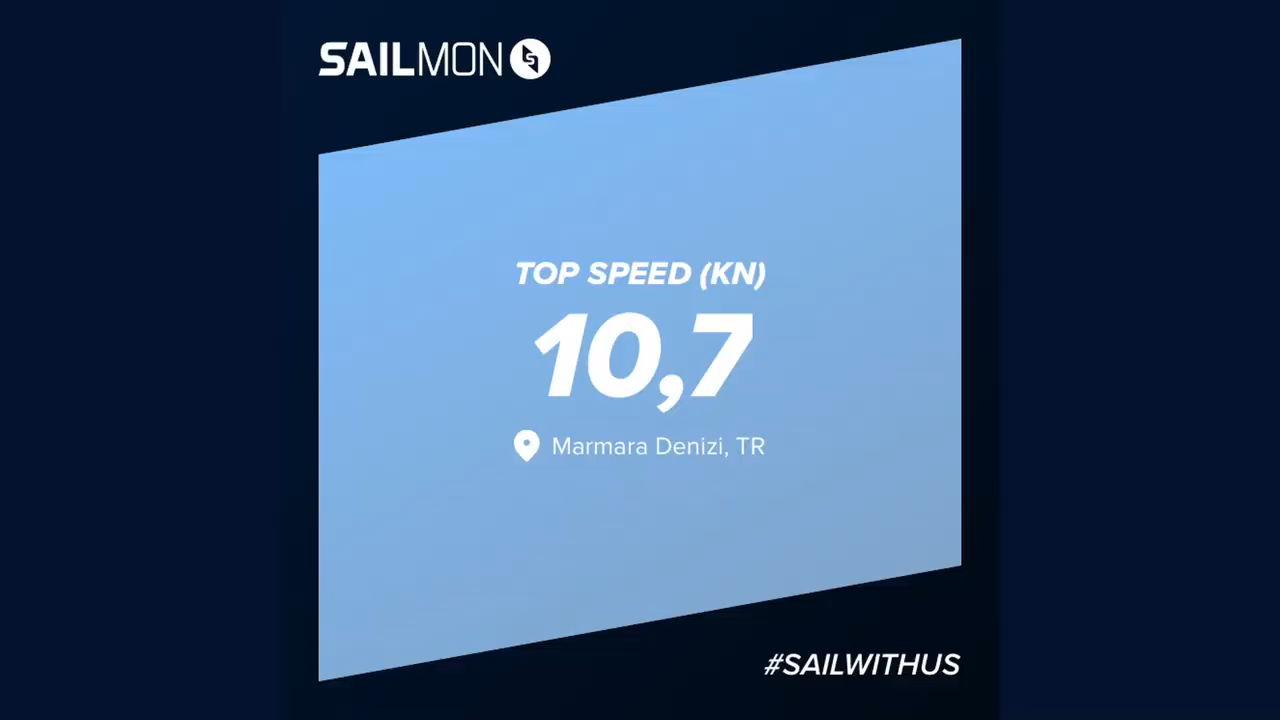 SAILMON
TOP SPEED (KN)
10,7
Marmara Denizi, TR
#SAILWITHUS